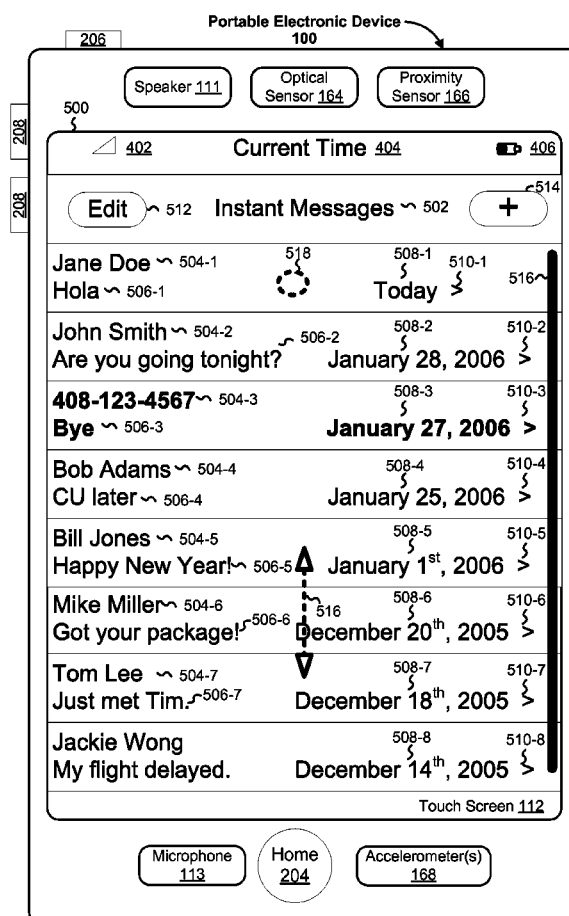 Portable Electronic Device
100
206
Speaker 111
Optical
Sensor 164
Proximity
Sensor 166
208
208
500
402
Current Time 404
406
Edit
512
Instant Messages
502
+
514
Jane Doe
504-1
518
508-1
510-1
516
Hola
506-1
Today >
John Smith
504-2
506-2
508-2
510-2
Are you going tonight?
January 28, 2006 >
408-123-4567
504-3
508-3
510-3
Bye
506-3
January 27, 2006 >
Bob Adams
504-4
508-4
510-4
CU later
506-4
January 25, 2006 >
Bill Jones
504-5
508-5
510-5
Happy New Year!
506-5
January 1st, 2006 >
Mike Miller
504-6
506-6
516
508-6
510-6
Got your package!
December 20th, 2005 >
Tom Lee
504-7
508-7
510-7
Just met Tim.
506-7
December 18th, 2005 >
Jackie Wong
508-8
510-8
My flight delayed.
December 14th, 2005 >
Touch Screen 112
Microphone
113
Home
204
Accelerometer(s)
168